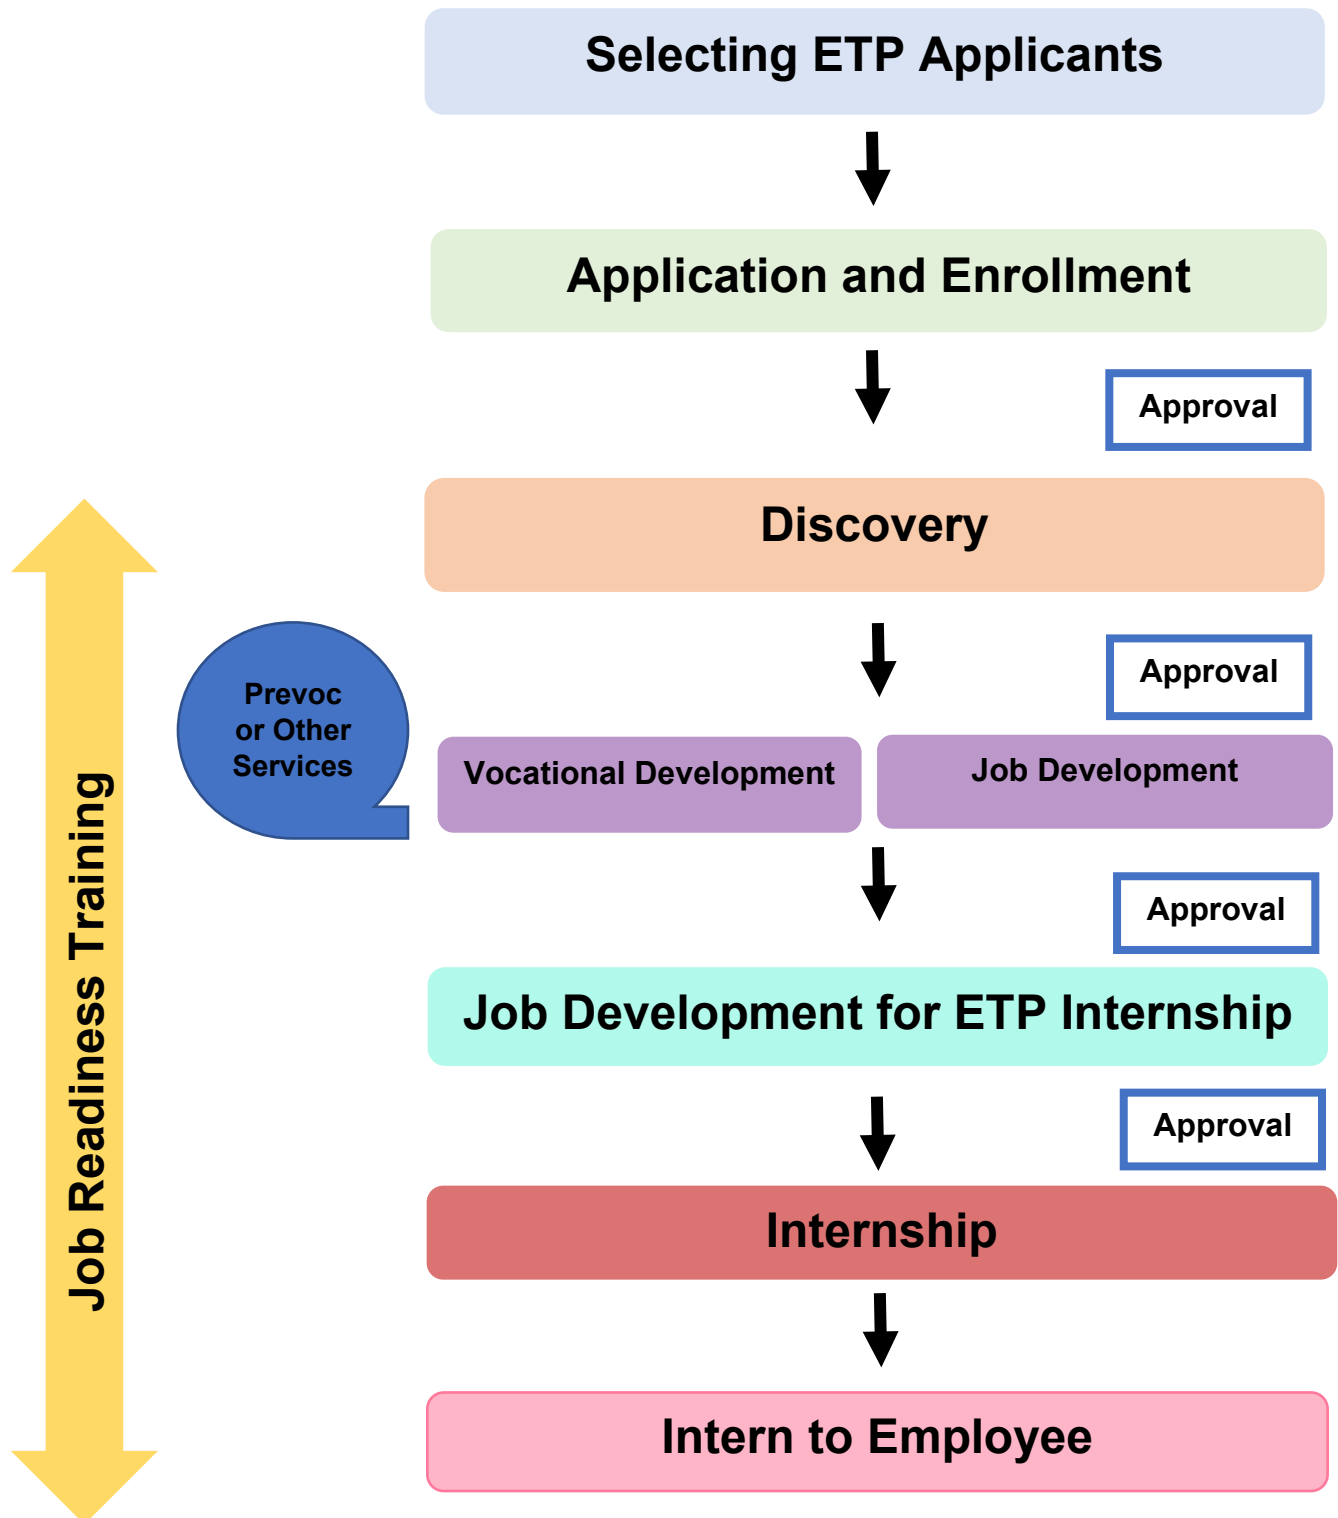 Selecting ETP Applicants
Application and Enrollment
Approval
Discovery
Approval
Prevoc
or Other
Services
Vocational Development
Job Development
Approval
Job Development for ETP Internship
Approval
Internship
Intern to Employee
Job Readiness Training